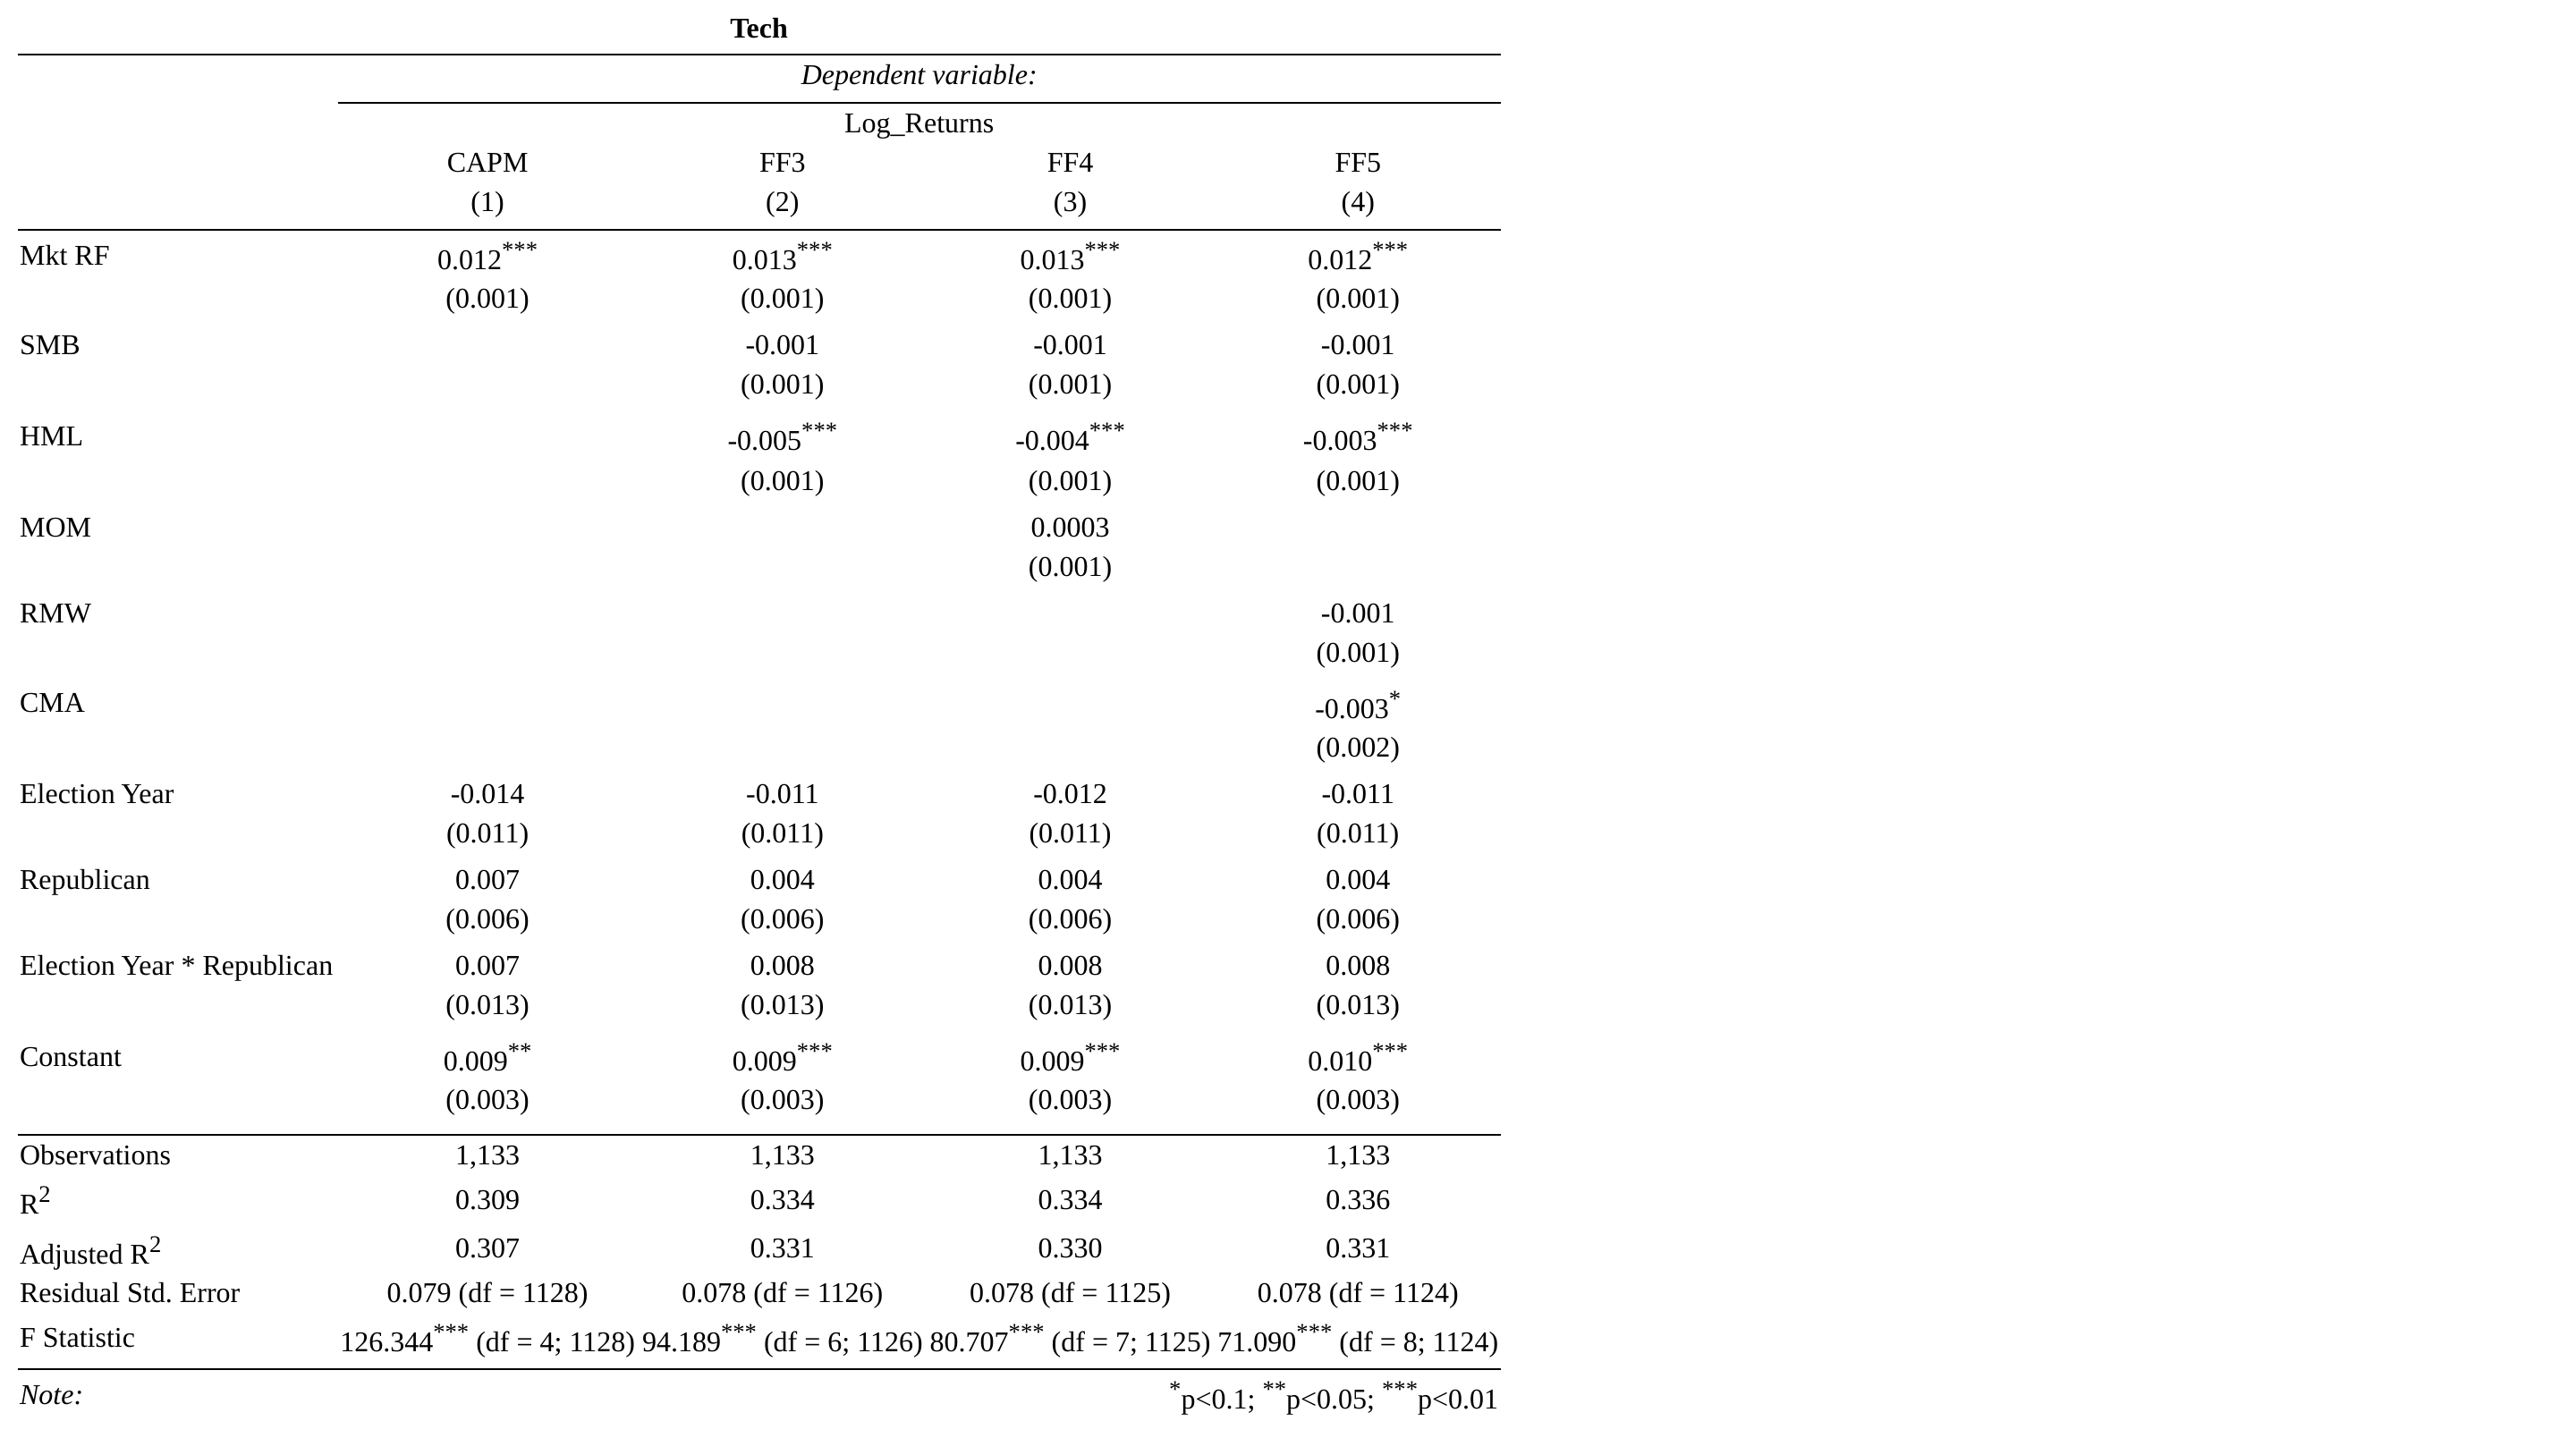 Tech
Dependent variable:
Log_Returns
CAPM FF3 FF4 FF5
(1) (2) (3) (4)
Mkt RF 0.012*** 0.013*** 0.013*** 0.012***
(0.001) (0.001) (0.001) (0.001)
SMB -0.001 -0.001 -0.001
(0.001) (0.001) (0.001)
HML -0.005*** -0.004*** -0.003***
(0.001) (0.001) (0.001)
MOM 0.0003
(0.001)
RMW -0.001
(0.001)
CMA -0.003*
(0.002)
Election Year -0.014 -0.011 -0.012 -0.011
(0.011) (0.011) (0.011) (0.011)
Republican 0.007 0.004 0.004 0.004
(0.006) (0.006) (0.006) (0.006)
Election Year * Republican 0.007 0.008 0.008 0.008
(0.013) (0.013) (0.013) (0.013)
Constant 0.009** 0.009*** 0.009*** 0.010***
(0.003) (0.003) (0.003) (0.003)
Observations 1,133 1,133 1,133 1,133
R2 0.309 0.334 0.334 0.336
Adjusted R2 0.307 0.331 0.330 0.331
Residual Std. Error 0.079 (df = 1128) 0.078 (df = 1126) 0.078 (df = 1125) 0.078 (df = 1124)
F Statistic 126.344*** (df = 4; 1128) 94.189*** (df = 6; 1126) 80.707*** (df = 7; 1125) 71.090*** (df = 8; 1124)
Note: *p<0.1; **p<0.05; ***p<0.01